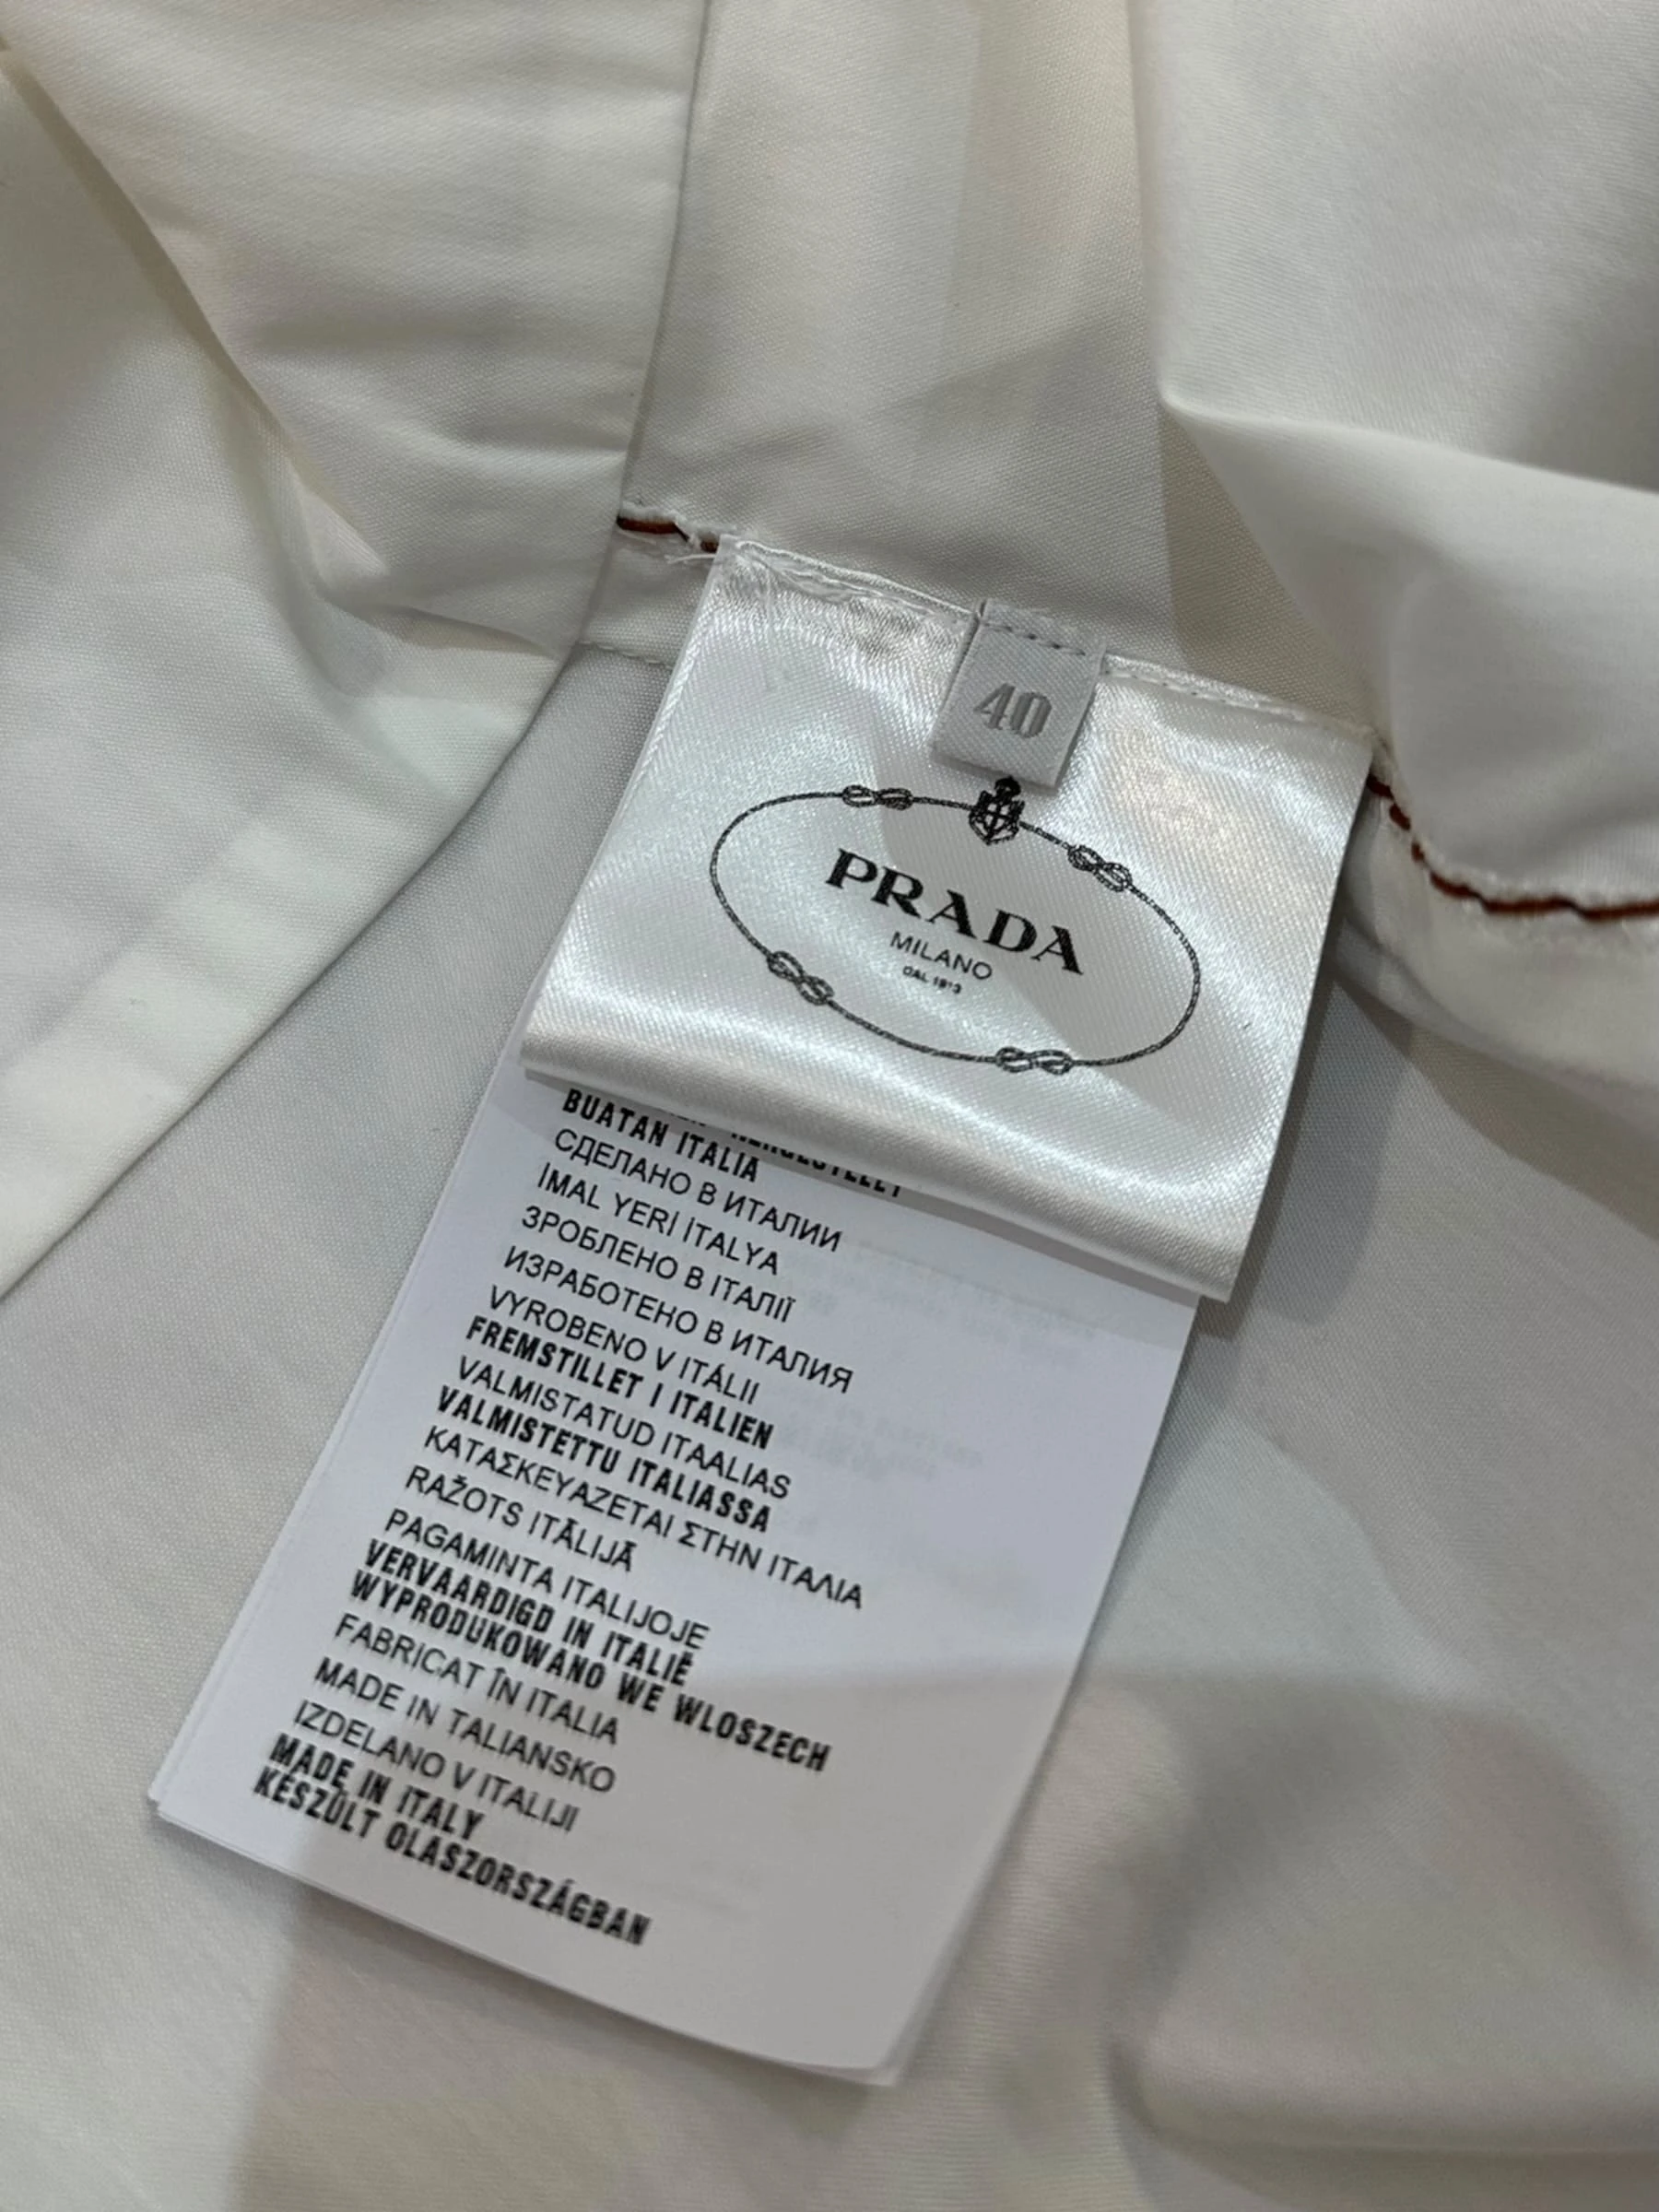 40
PRADA
MILANO
DAL 1913
BUATAN ITALIA
СДЕЛАНО В ИТАЛИИ
IMAL YERI ITALYA
ЗРОБЛЕНО В ІТАЛІЇ
ИЗРАБОТЕНО В ИТАЛИЯ
VYROBENO V ITÁLII
FREMSTILLET I ITALIEN
VALMISTATUD ITAALIAS
VALMISTETTU ITALIASSA
ΚΑΤΑΣΚΕΥΑΖΕΤΑΙ ΣΤΗΝ ΙΤΑΛΙΑ
RAŽOTS ITĀLIJĀ
PAGAMINTA ITALIJOJE
VERVAARDIGD IN ITALIË
WYPRODUKOWANO WE WLOSZECH
FABRICAT ÎN ITALIA
MADE IN TALIANSKO
IZDELANO V ITALIJI
MADE IN ITALY
KÉSZÜLT OLASZORSZÁGBAN